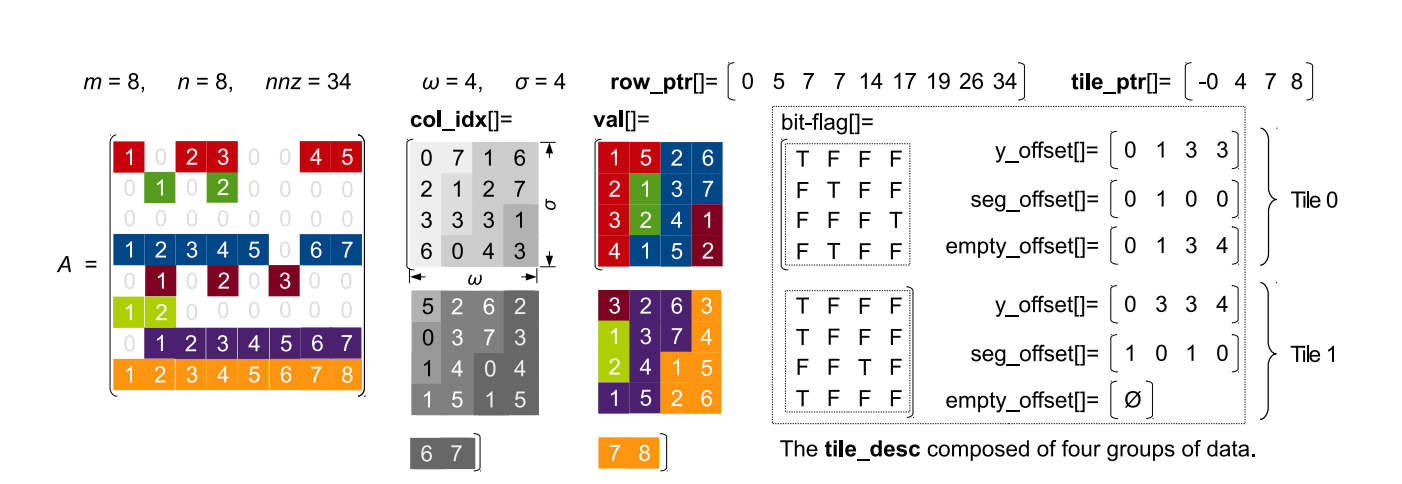 m = 8, n = 8, nnz = 34 ω = 4, σ = 4 row_ptr[]= [ 0 5 7 7 14 17 19 26 34 ] tile_ptr[]= [ -0 4 7 8 ]
col_idx[]= val[]= bit-flag[]=
A =
1 0 2 3 0 0 4 5
0 1 0 2 0 0 0 0
0 0 0 0 0 0 0 0
1 2 3 4 5 0 6 7
0 1 0 2 0 3 0 0
1 2 0 0 0 0 0 0
0 1 2 3 4 5 6 7
1 2 3 4 5 6 7 8
0 7 1 6
2 1 2 7
3 3 3 1
6 0 4 3
σ
ω
5 2 6 2
0 3 7 3
1 4 0 4
1 5 1 5
6 7
1 5 2 6
2 1 3 7
3 2 4 1
4 1 5 2
3 2 6 3
1 3 7 4
2 4 1 5
1 5 2 6
7 8
T F F F
F T F F
F F F T
F T F F
y_offset[]= [ 0 1 3 3 ]
seg_offset[]= [ 0 1 0 0 ]
empty_offset[]= [ 0 1 3 4 ]
Tile 0
T F F F
T F F F
F F T F
T F F F
y_offset[]= [ 0 3 3 4 ]
seg_offset[]= [ 1 0 1 0 ]
empty_offset[]= [ Ø ]
Tile 1
The tile_desc composed of four groups of data.